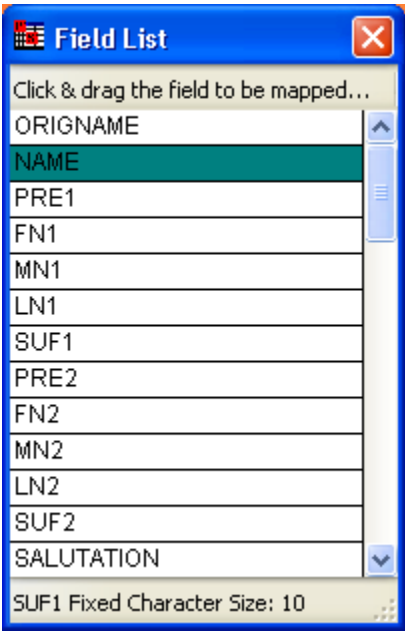 Field List
Click & drag the field to be mapped...
ORIGNAME
NAME
PRE1
FN1
MN1
LN1
SUF1
PRE2
FN2
MN2
LN2
SUF2
SALUTATION
SUF1 Fixed Character Size: 10